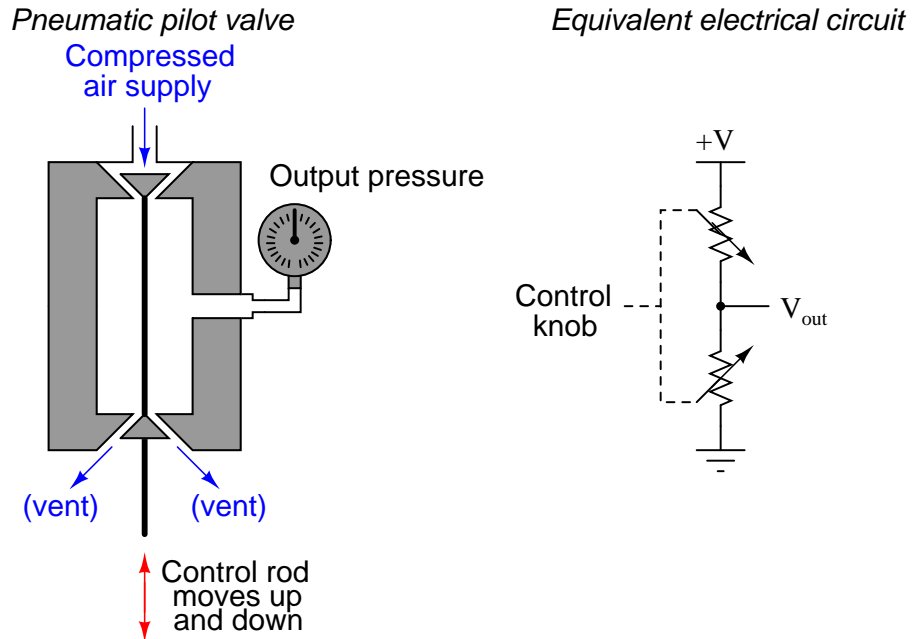 Pneumatic pilot valve
Compressed
air supply
Output pressure
(vent)
(vent)
Control rod
moves up
and down
Equivalent electrical circuit
+V
Control
knob
Vout